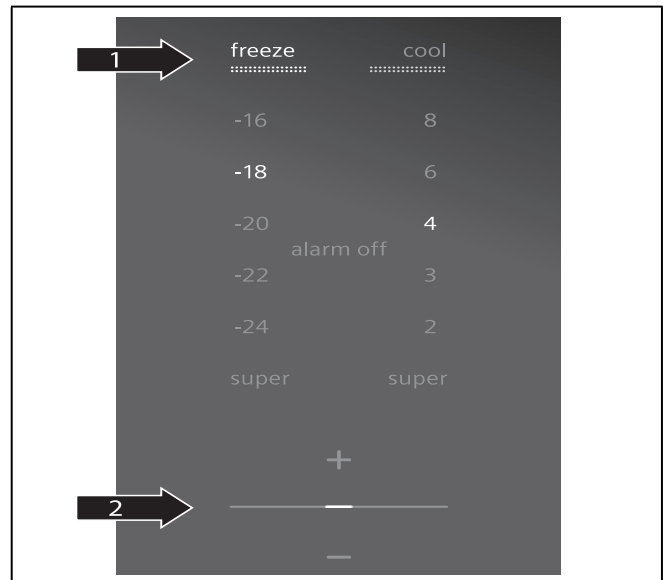 1 freeze cool
-16 8
-18 6
-20 4
alarm off
-22 3
-24 2
super super
+
2
−